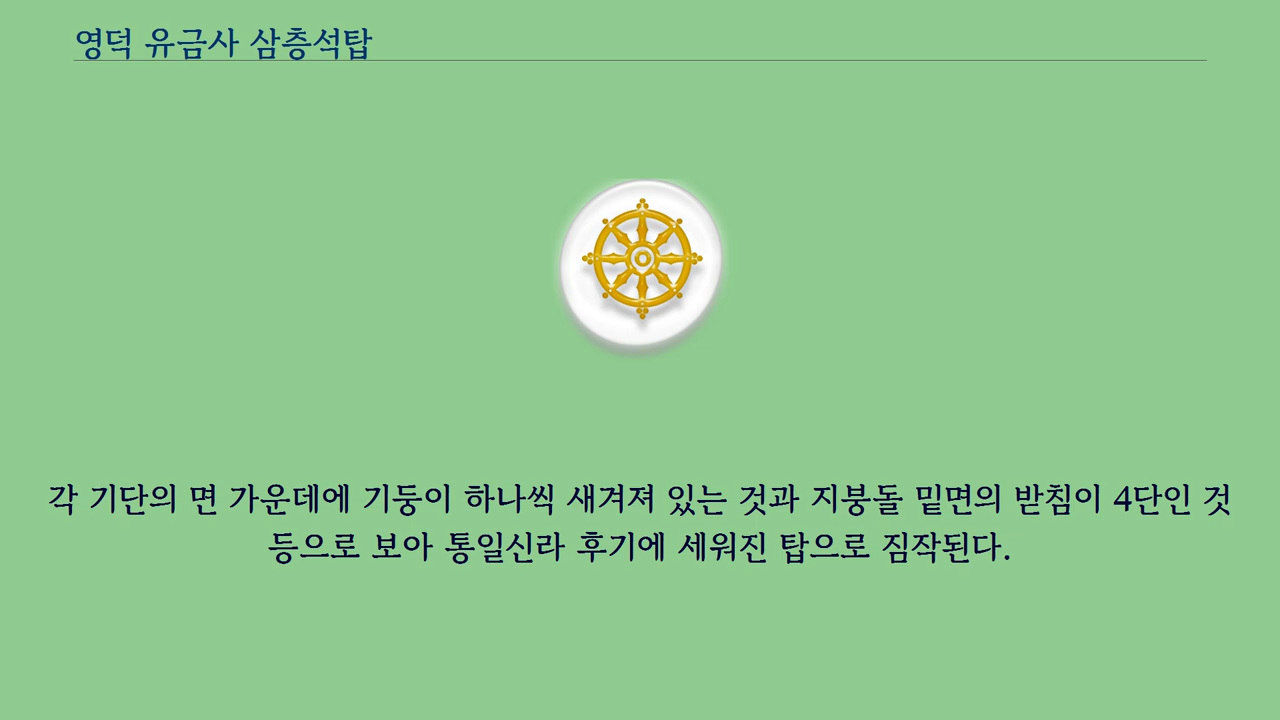 영덕 유금사 삼층석탑
각 기단의 면 가운데에 기둥이 하나씩 새겨져 있는 것과 지붕돌 밑면의 받침이 4단인 것
등으로 보아 통일신라 후기에 세워진 탑으로 짐작된다.